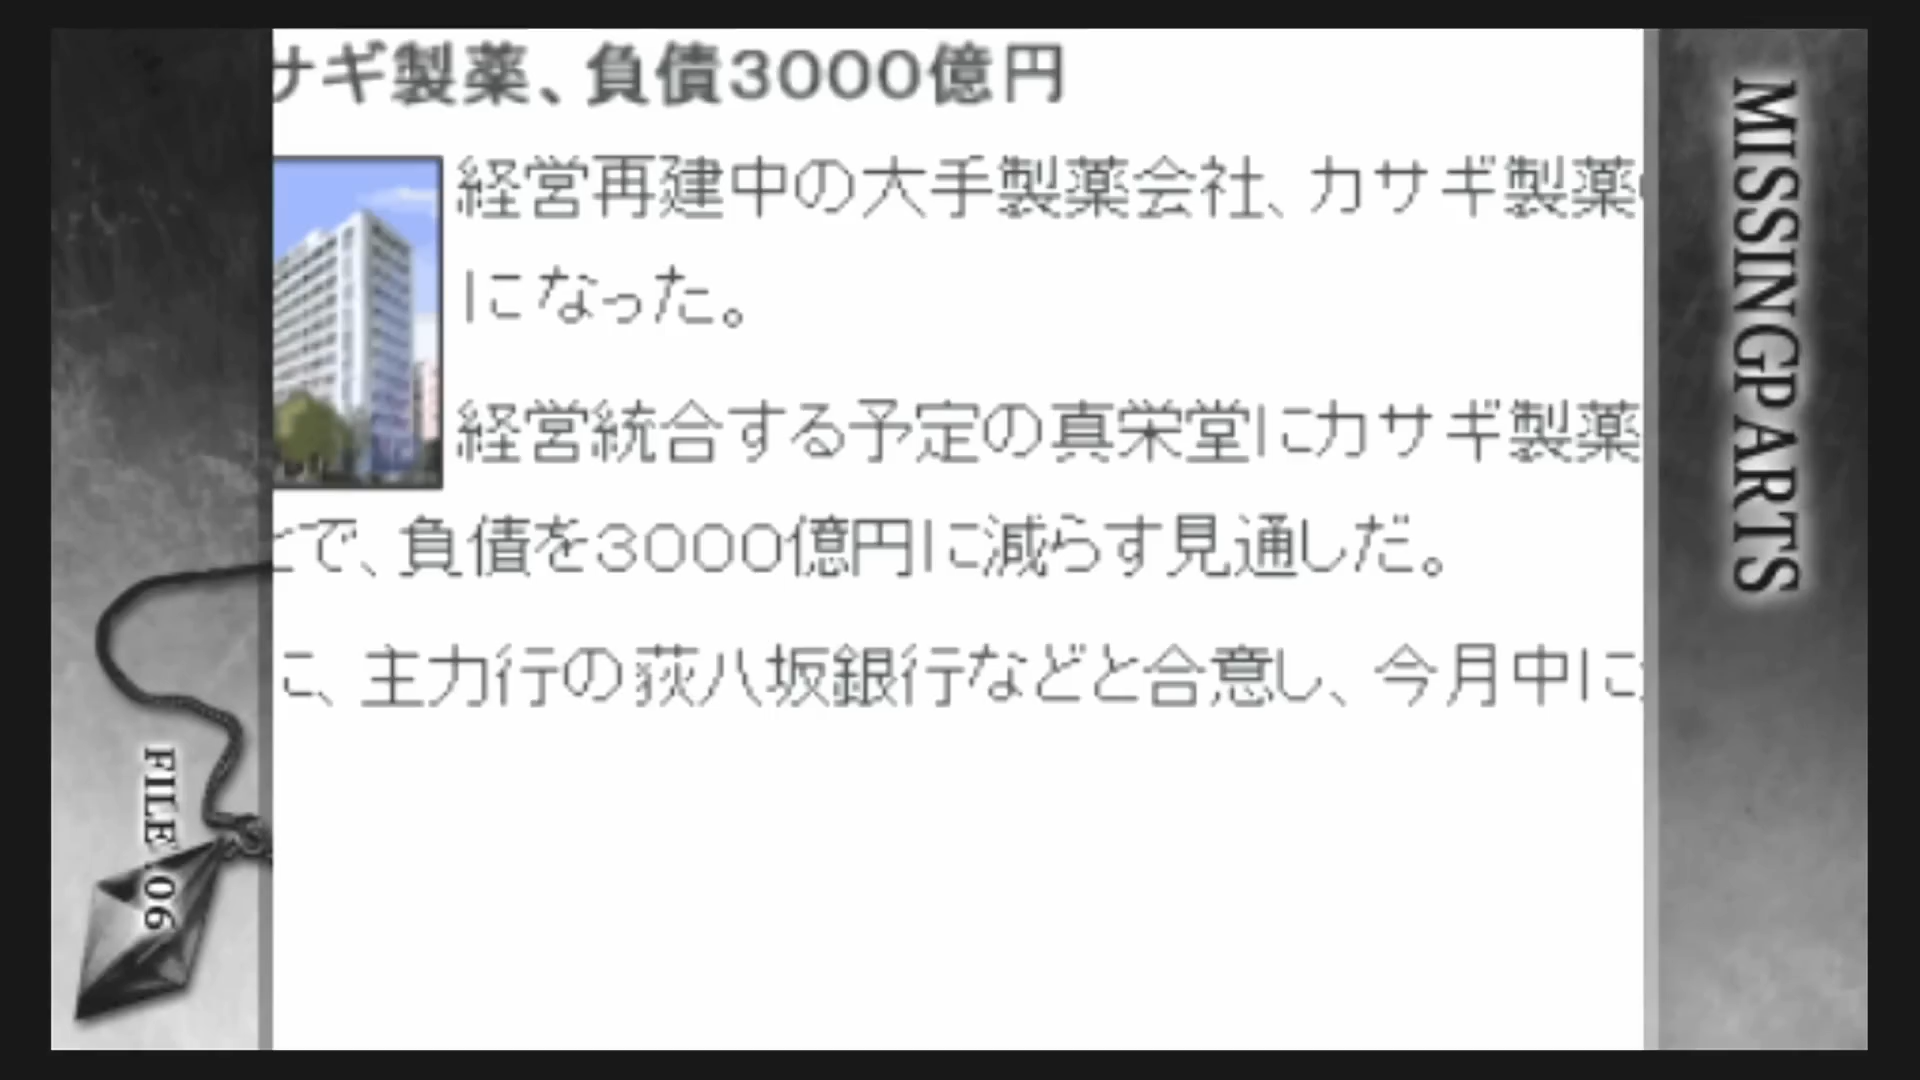 サギ製薬、負債3000億円
経営再建中の大手製薬会社、カサギ製薬
になった。
経営統合する予定の真栄堂にカサギ製薬
とで、負債を3000億円に減らす見通しだ。
に、主力行の荻八坂銀行などと合意し、今月中に
MISSINGPARTS
FILE 06